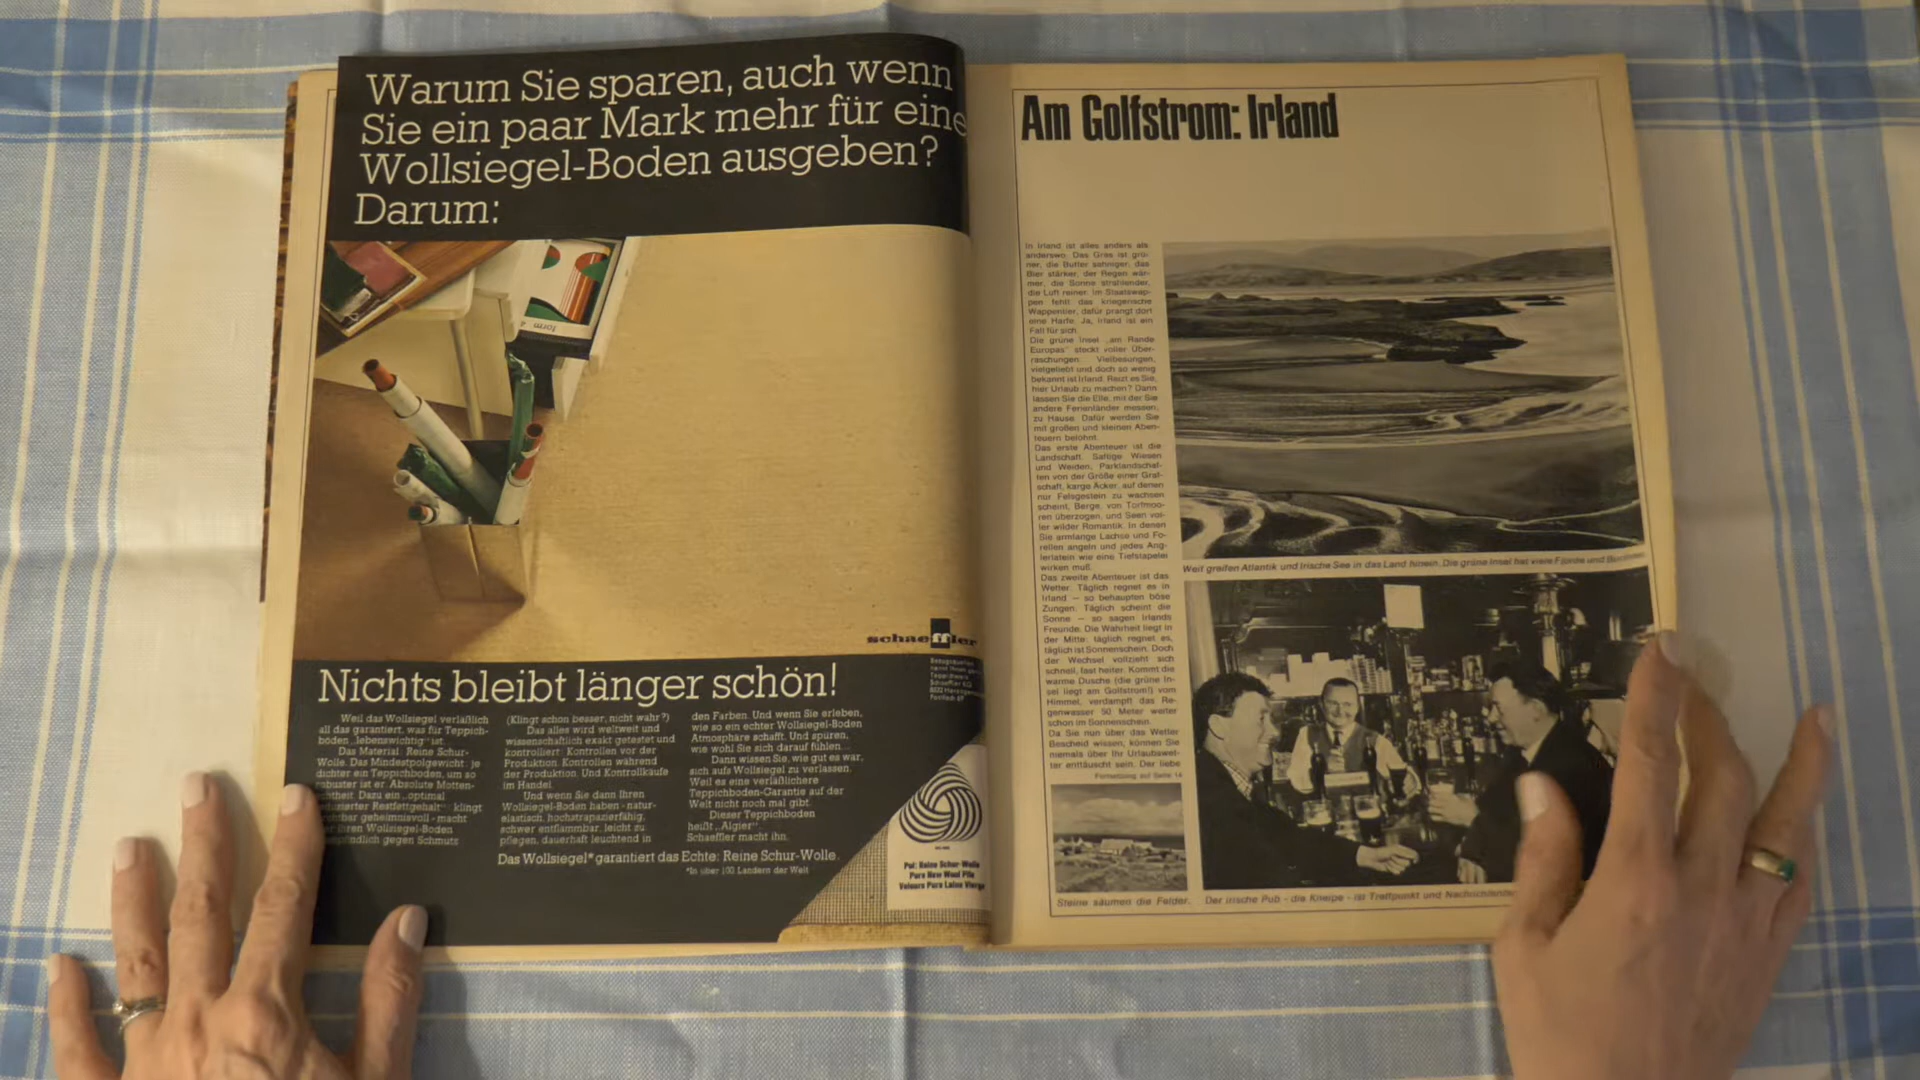 Warum Sie sparen, auch wenn
Sie ein paar Mark mehr für eine
Wollsiegel-Boden ausgeben?
Darum:
form 4
schaeffler
Nichts bleibt länger schön!
Weil das Wollsiegel verläßlich
all das garantiert, was für Teppich-
böden „lebenswichtig“ ist.
Das Material: Reine Schur-
Wolle. Das Mindestpolgewicht: je
dichter ein Teppichboden, um so
robuster ist er. Absolute Motten-
echtheit. Dazu ein „optimal
Restfettgehalt“ klingt
geheimnisvoll - macht
Ihren Wollsiegel-Boden
gegen Schmutz
(Klingt schon besser, nicht wahr?)
Das alles wird weltweit und
wissenschaftlich exakt getestet und
kontrolliert: Kontrollen vor der
Produktion. Kontrollen während
der Produktion. Und Kontrollkäufe
im Handel.
Und wenn Sie dann Ihren
Wollsiegel-Boden haben - natur-
elastisch, hochstrapazierfähig,
schwer entflammbar, leicht zu
pflegen, dauerhaft leuchtend in
den Farben. Und wenn Sie erleben,
wie so ein echter Wollsiegel-Boden
Atmosphäre schafft. Und spüren,
wie wohl Sie sich darauf fühlen...
Dann wissen Sie, wie gut es war,
sich aufs Wollsiegel zu verlassen.
Weil es eine verläßlichere
Teppichboden-Garantie auf der
Welt nicht noch mal gibt.
Dieser Teppichboden
heißt „Algier“.
Schaeffler macht ihn.
Das Wollsiegel* garantiert das Echte: Reine Schur-Wolle.
*In über 100 Ländern der Welt
Pol: Reine Schur-Wolle
Pure New Wool Pile
Velours Pure Laine Vierge
Am Golfstrom: Irland
In Irland ist alles anders als
anderswo. Das Gras ist grü-
ner, die Butter sahniger, das
Bier stärker, der Regen wär-
mer, die Sonne strahlender,
die Luft reiner. Im Staatswap-
pen fehlt das kriegerische
Wappentier, dafür prangt dort
eine Harfe. Ja, Irland ist ein
Fall für sich.
Die grüne Insel „am Rande
Europas“ steckt voller Über-
raschungen. Vielbesungen,
vielgeliebt und doch so wenig
bekannt ist Irland. Reizt es Sie,
hier Urlaub zu machen? Dann
lassen Sie die Elle, mit der Sie
andere Ferienländer messen,
zu Hause. Dafür werden Sie
mit großen und kleinen Aben-
teuern belohnt.
Das erste Abenteuer ist die
Landschaft. Saftige Wiesen
und Weiden, Parklandschaf-
ten von der Größe einer Graf-
schaft, karge Äcker, auf denen
nur Felsgestein zu wachsen
scheint, Berge, von Torfmoo-
ren überzogen, und Seen vol-
ler wilder Romantik. In denen
Sie armlange Lachse und Fo-
rellen angeln und jedes Ang-
lerlatein wie eine Tiefstapelei
wirken muß.
Das zweite Abenteuer ist das
Wetter. Täglich regnet es in
Irland – so behaupten böse
Zungen. Täglich scheint die
Sonne – so sagen Irlands
Freunde. Die Wahrheit liegt in
der Mitte: täglich regnet es,
täglich ist Sonnenschein. Doch
der Wechsel vollzieht sich
schnell, fast heiter. Kommt die
warme Dusche (die grüne In-
sel liegt am Golfstrom!) vom
Himmel, verdampft das Re-
genwasser 50 Meter weiter
schon im Sonnenschein.
Da Sie nun über das Wetter
Bescheid wissen, können Sie
niemals über Ihr Urlaubswet-
ter enttäuscht sein. Der liebe
Fortsetzung auf Seite 14
Weit greifen Atlantik und Irische See in das Land hinein. Die grüne Insel hat viele Fjorde und
Steine säumen die Felder.
Der irische Pub - die Kneipe - ist Treffpunkt und